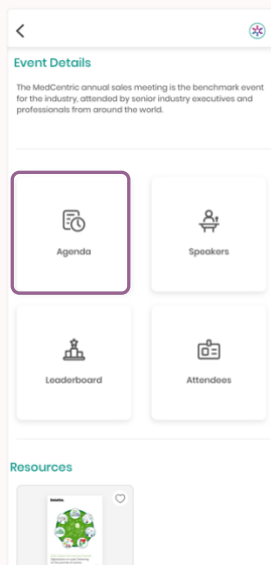 Event Details
The MedCentric annual sales meeting is the benchmark event
for the industry, attended by senior industry executives and
professionals from around the world.
Agenda
Speakers
Leaderboard
Attendees
Resources